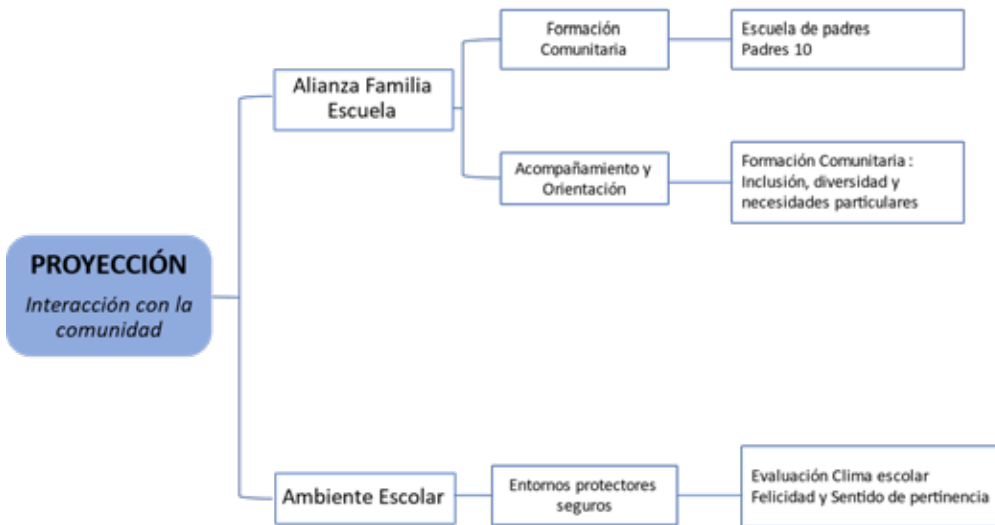 PROYECCIÓN
Interacción con la
comunidad
Alianza Familia
Escuela
Formación
Comunitaria
Escuela de padres
Padres 10
Acompañamiento y
Orientación
Formación Comunitaria :
Inclusión, diversidad y
necesidades particulares
Ambiente Escolar
Entornos protectores
seguros
Evaluación Clima escolar
Felicidad y Sentido de pertinencia